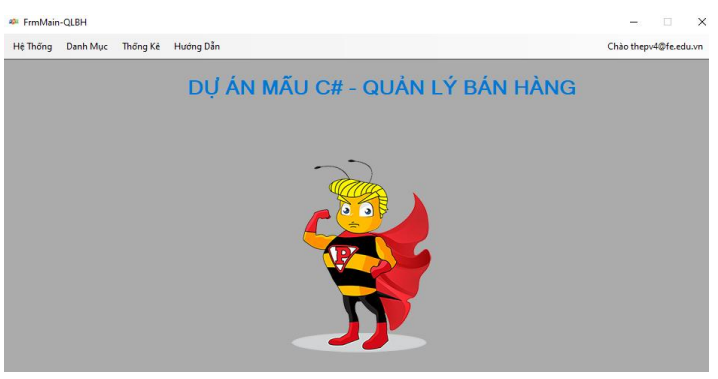 FrmMain-QLBH
Hệ Thống Danh Mục Thống Kê Hướng Dẫn Chào thepv4@fe.edu.vn
DỰ ÁN MẪU C# - QUẢN LÝ BÁN HÀNG
P